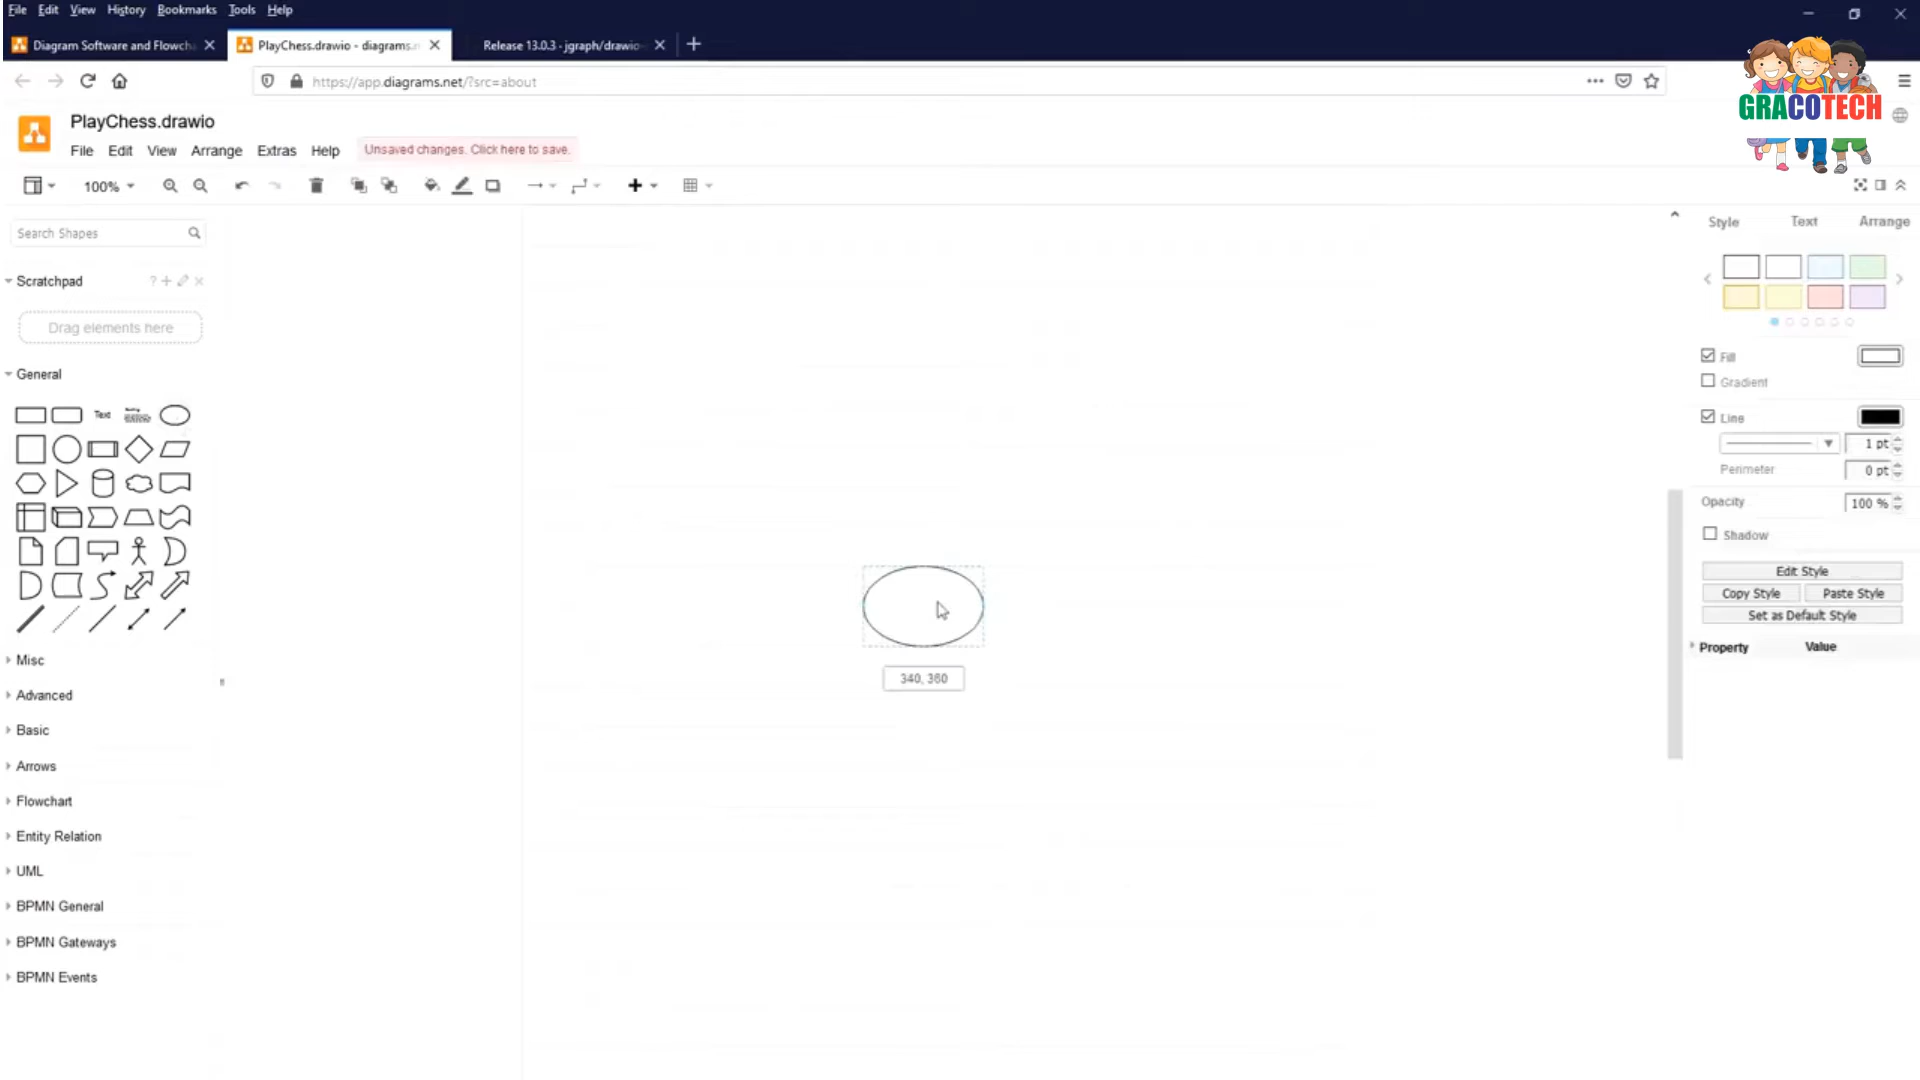 File Edit View History Bookmarks Tools Help
Diagram Software and Flowcha
PlayChess.drawio - diagrams.n
Release 13.0.3 · jgraph/drawio-
https://app.diagrams.net/?src=about
GRACOTECH
PlayChess.drawio
File Edit View Arrange Extras Help
Unsaved changes. Click here to save.
100%
Search Shapes
Style Text Arrange
Scratchpad
?
Drag elements here
General
Text
Fill
Gradient
Line
1 pt
Perimeter
0 pt
Opacity
100 %
Shadow
Edit Style
Copy Style Paste Style
Set as Default Style
Property Value
340, 360
Misc
Advanced
Basic
Arrows
Flowchart
Entity Relation
UML
BPMN General
BPMN Gateways
BPMN Events